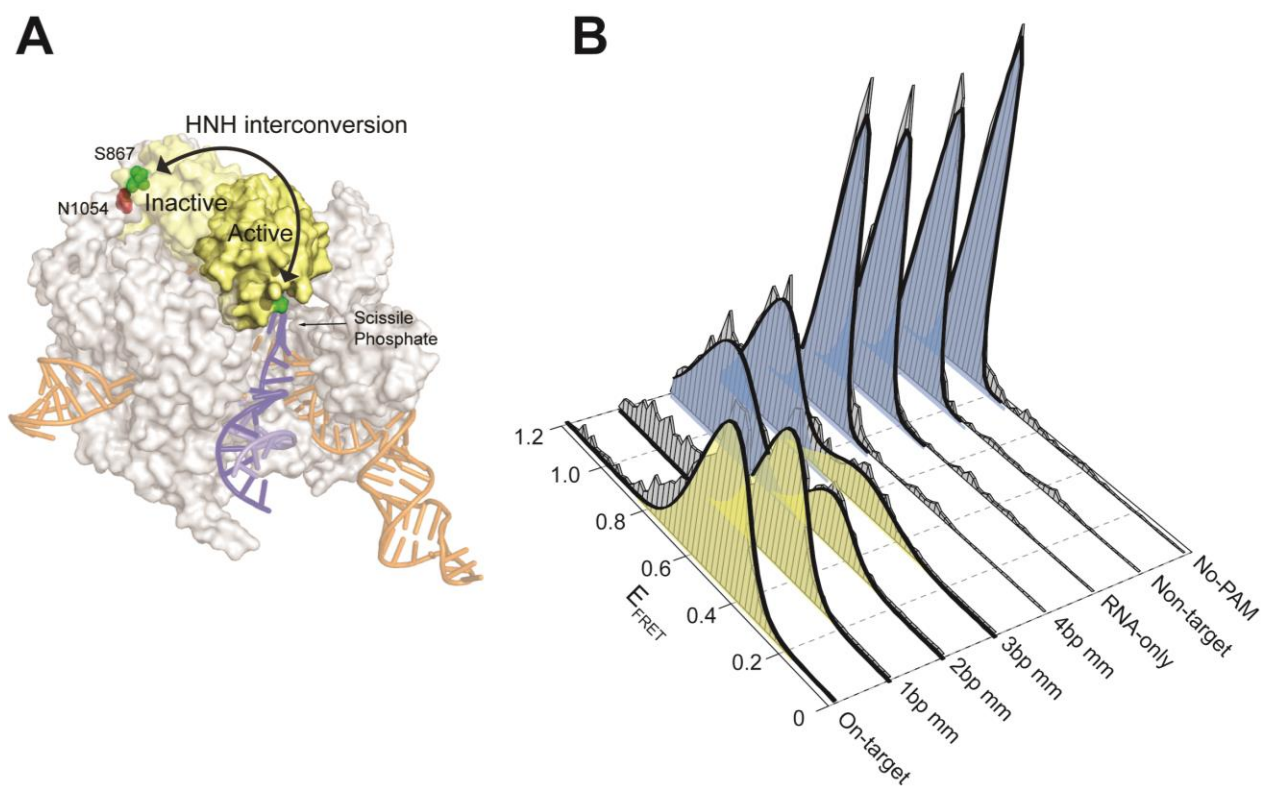 A
HNH interconversion
S867
N1054
Inactive
Active
Scissile
Phosphate
B
1.2
1.0
0.8
0.6
0.4
0.2
0
E_FRET
On-target
1bp mm
2bp mm
3bp mm
4bp mm
RNA-only
Non-target
No-PAM